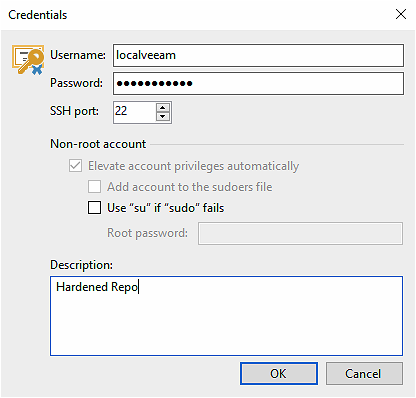 Credentials
Username: localveeam
Password: ●●●●●●●●●●●
SSH port: 22
Non-root account
Elevate account privileges automatically
Add account to the sudoers file
Use "su" if "sudo" fails
Root password:
Description:
Hardened Repo
OK Cancel